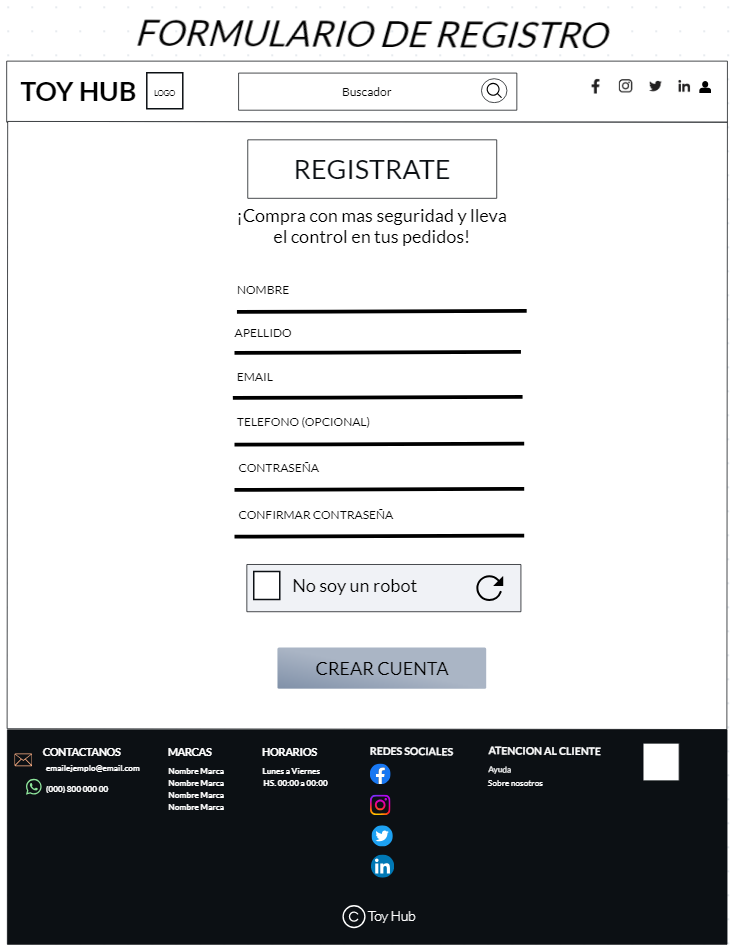 FORMULARIO DE REGISTRO
TOY HUB
LOGO
Buscador
REGISTRATE
¡Compra con mas seguridad y lleva
el control en tus pedidos!
NOMBRE
APELLIDO
EMAIL
TELEFONO (OPCIONAL)
CONTRASEÑA
CONFIRMAR CONTRASEÑA
No soy un robot
CREAR CUENTA
CONTACTANOS
emailejemplo@email.com
(000) 800 000 00
MARCAS
Nombre Marca
Nombre Marca
Nombre Marca
Nombre Marca
HORARIOS
Lunes a Viernes
HS. 00:00 a 00:00
REDES SOCIALES
ATENCION AL CLIENTE
Ayuda
Sobre nosotros
© Toy Hub